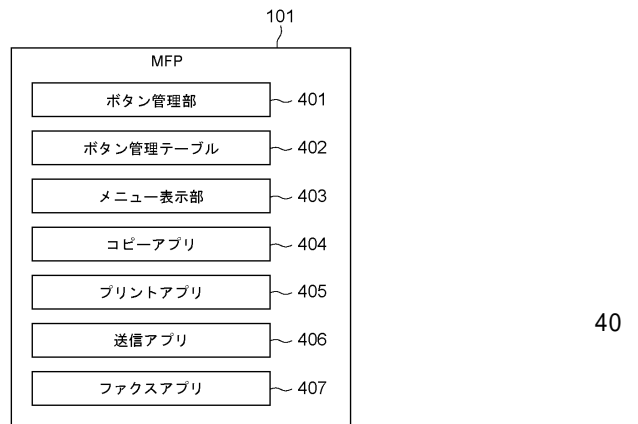 101
MFP
ボタン管理部 401
ボタン管理テーブル 402
メニュー表示部 403
コピーアプリ 404
プリントアプリ 405
送信アプリ 406
ファクスアプリ 407
40